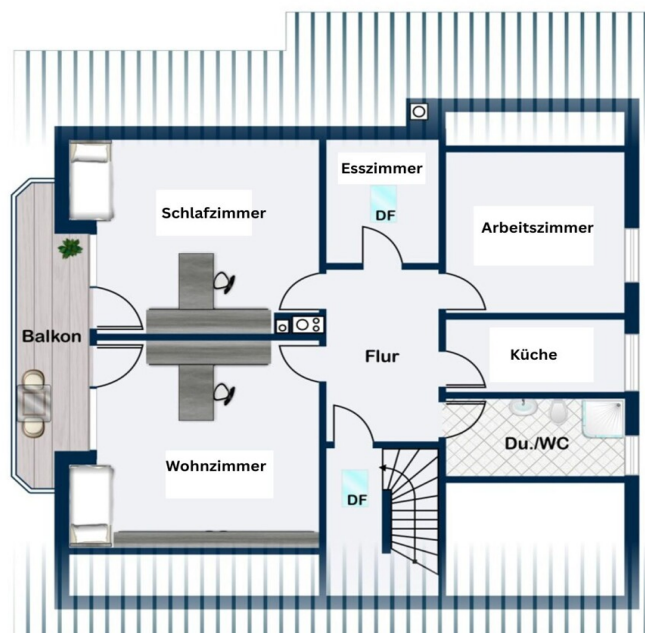 Esszimmer
DF
Schlafzimmer
Arbeitszimmer
Balkon
Flur
Küche
Du./WC
Wohnzimmer
DF